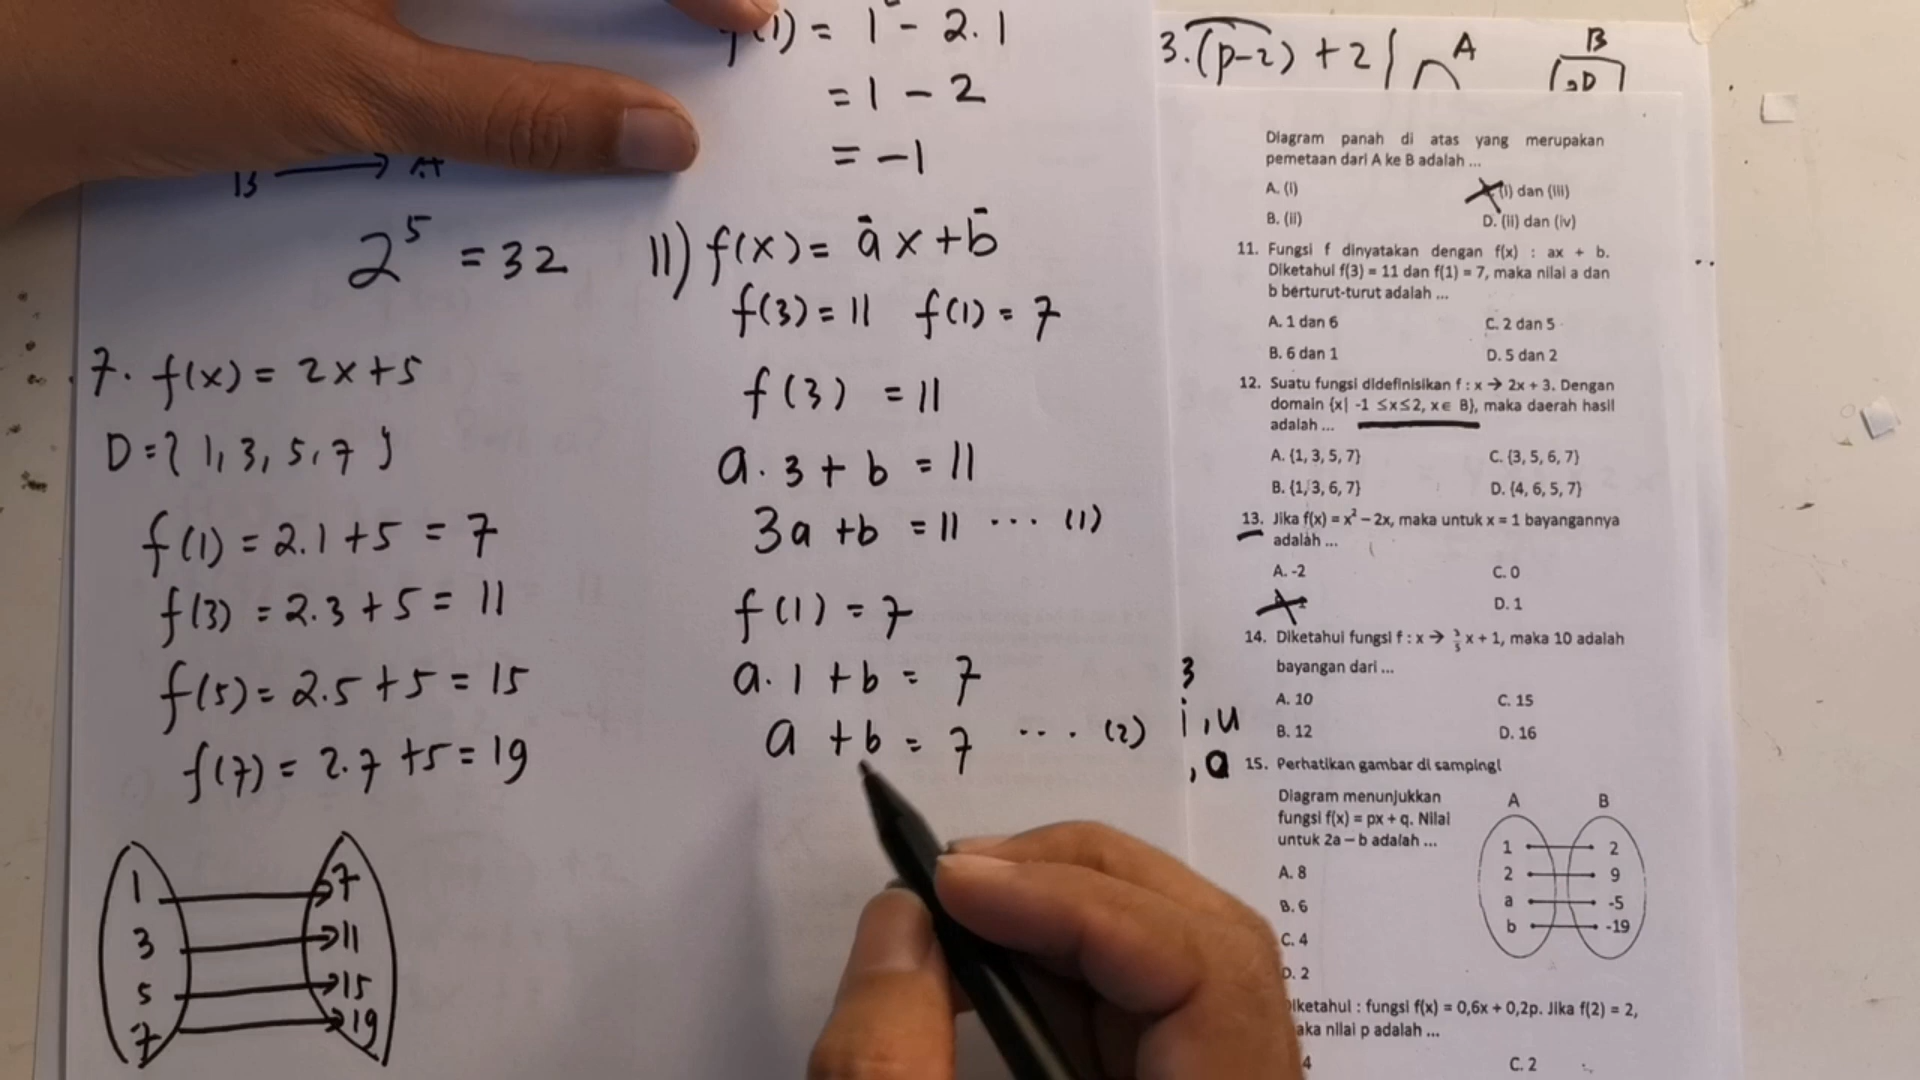 B → A
2⁵ = 32
7. f(x) = 2x+5
D = { 1, 3, 5, 7 }
f(1) = 2.1 + 5 = 7
f(3) = 2.3 + 5 = 11
f(5) = 2.5 + 5 = 15
f(7) = 2.7 + 5 = 19
1 → 7
3 → 11
5 → 15
7 → 19
(1) = 1 - 2.1
= 1 - 2
= -1
11) f(x) = ax + b
f(3) = 11 f(1) = 7
f(3) = 11
a. 3 + b = 11
3a + b = 11 ... (1)
f(1) = 7
a. 1 + b = 7
a + b = 7 ... (2)
3.(p-2) + 2
A
B
3
i, u
, a
Diagram panah di atas yang merupakan
pemetaan dari A ke B adalah ...
A. (i)
(i) dan (iii)
B. (ii)
D. (ii) dan (iv)
11. Fungsi f dinyatakan dengan f(x) : ax + b.
Diketahui f(3) = 11 dan f(1) = 7, maka nilai a dan
b berturut-turut adalah ...
A. 1 dan 6
C. 2 dan 5
B. 6 dan 1
D. 5 dan 2
12. Suatu fungsi didefinisikan f : x → 2x + 3. Dengan
domain {x| -1 ≤x≤2, x∈ B}, maka daerah hasil
adalah ...
A. {1, 3, 5, 7}
C. {3, 5, 6, 7}
B. {1, 3, 6, 7}
D. {4, 6, 5, 7}
13. Jika f(x) = x² – 2x, maka untuk x = 1 bayangannya
adalah ...
A. -2
C. 0
D. 1
14. Diketahui fungsi f : x → x + 1, maka 10 adalah
bayangan dari ...
A. 10
C. 15
B. 12
D. 16
15. Perhatikan gambar di samping!
Diagram menunjukkan
fungsi f(x) = px + q. Nilai
untuk 2a – b adalah ...
A. 8
B. 6
C. 4
D. 2
A B
1 2
2 9
a -5
b -19
Diketahui : fungsi f(x) = 0,6x + 0,2p. Jika f(2) = 2,
maka nilai p adalah ...
4
C. 2